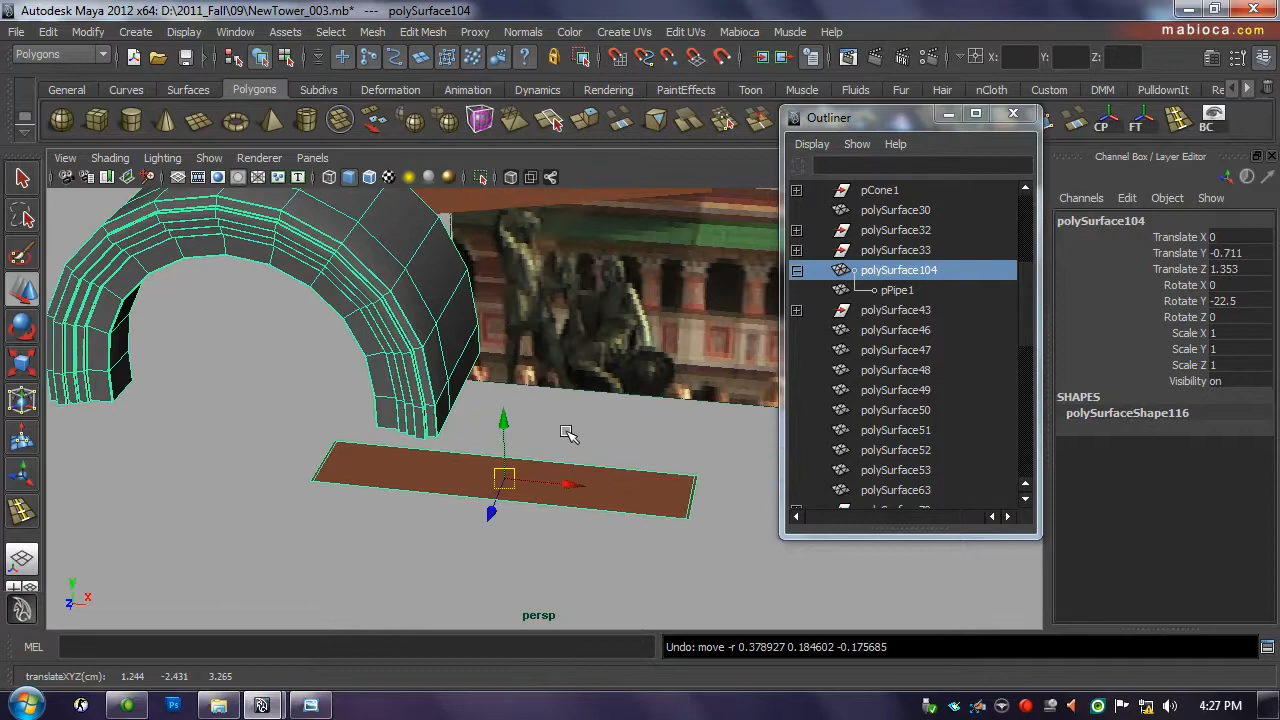 Autodesk Maya 2012 x64: D:\2011_Fall\09\NewTower_003.mb* --- polySurface104
File Edit Modify Create Display Window Assets Select Mesh Edit Mesh Proxy Normals Color Create UVs Edit UVs Mabioca Muscle Help
mabioca.com
Polygons
X: Y: Z:
General Curves Surfaces Polygons Subdivs Deformation Animation Dynamics Rendering PaintEffects Toon Muscle Fluids Fur Hair nCloth Custom DMM PulldownIt Re
CP FT BC
View Shading Lighting Show Renderer Panels
Outliner
Display Show Help
pCone1
polySurface30
polySurface32
polySurface33
polySurface104
pPipe1
polySurface43
polySurface46
polySurface47
polySurface48
polySurface49
polySurface50
polySurface51
polySurface52
polySurface53
polySurface63
Channel Box / Layer Editor
Channels Edit Object Show
polySurface104
Translate X 0
Translate Y -0.711
Translate Z 1.353
Rotate X 0
Rotate Y -22.5
Rotate Z 0
Scale X 1
Scale Y 1
Scale Z 1
Visibility on
SHAPES
polySurfaceShape116
y
z x
persp
MEL
Undo: move -r 0.378927 0.184602 -0.175685
translateXYZ(cm): 1.244 -2.431 3.265
Ps
4:27 PM